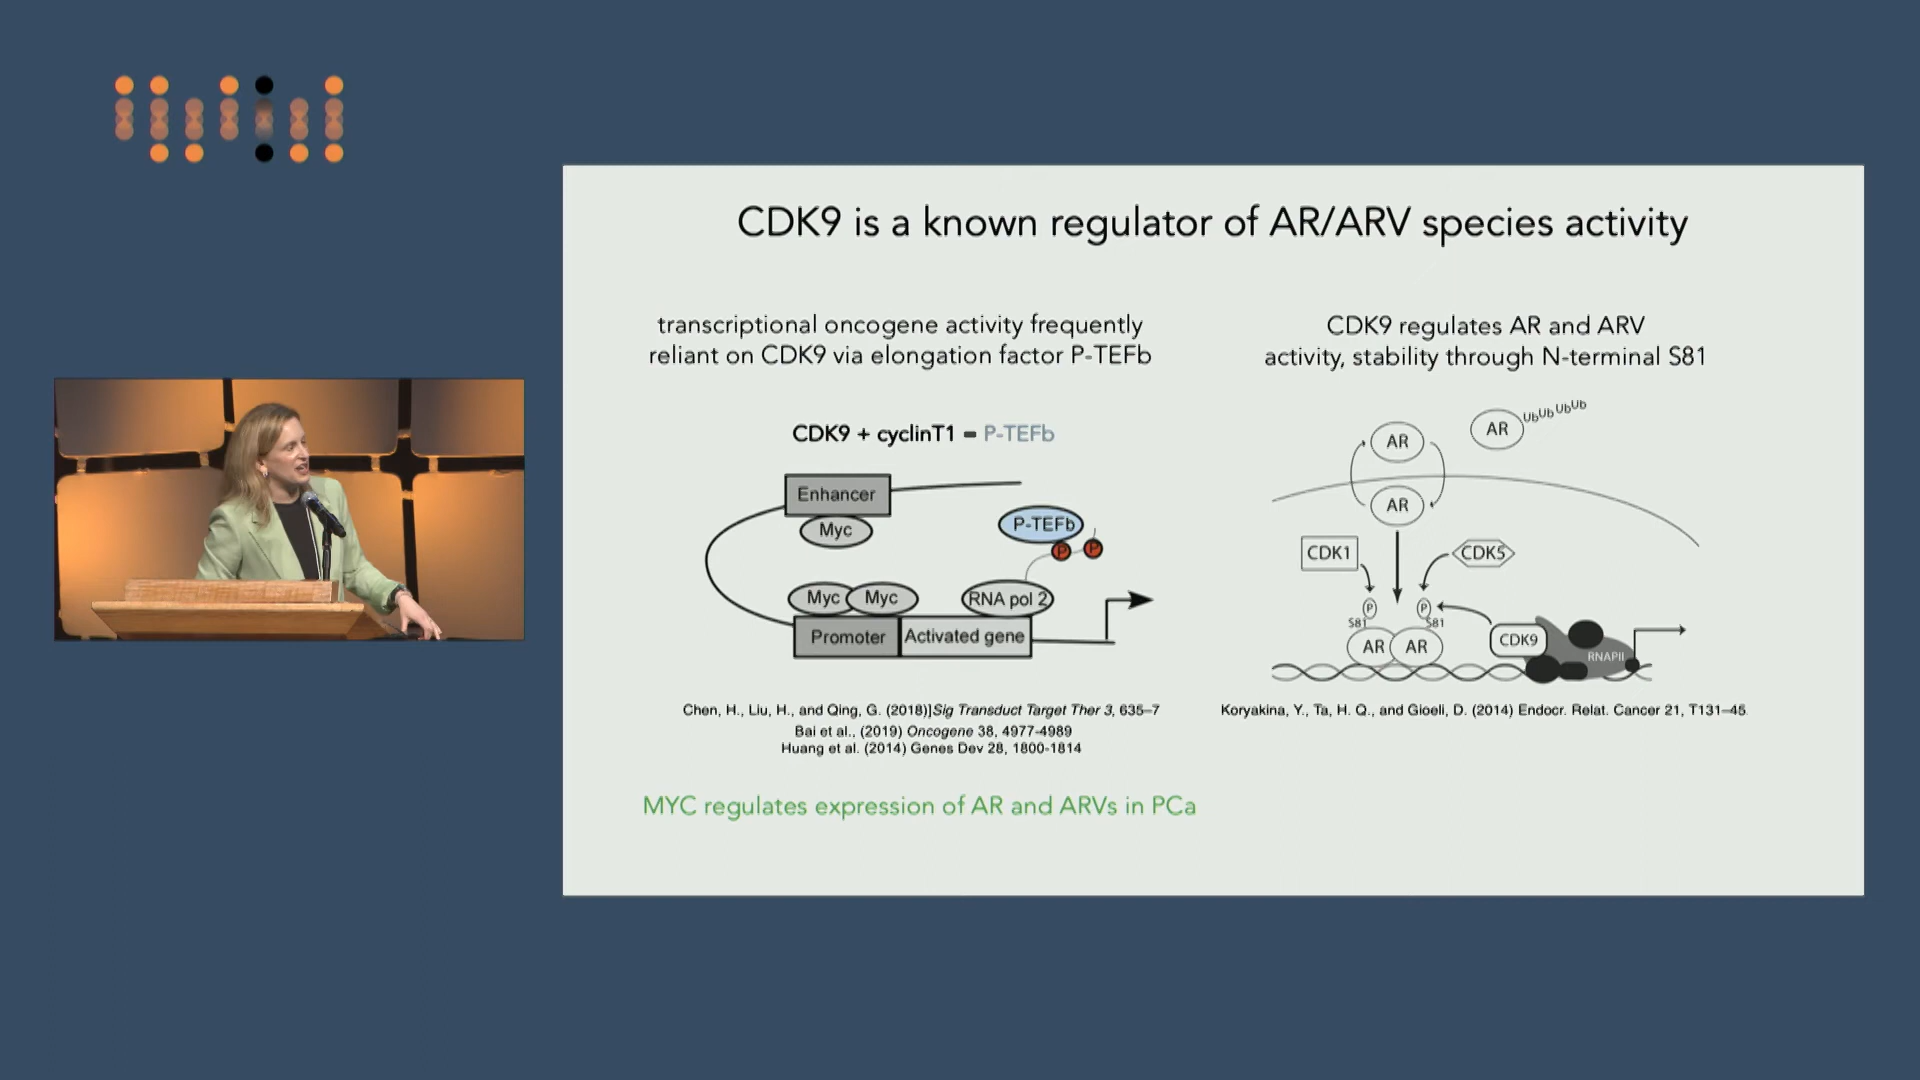 CDK9 is a known regulator of AR/ARV species activity
transcriptional oncogene activity frequently
reliant on CDK9 via elongation factor P-TEFb
CDK9 + cyclinT1 = P-TEFb
Enhancer
Myc
P-TEFb
P P
Myc Myc RNA pol 2
Promoter Activated gene
Chen, H., Liu, H., and Qing, G. (2018)]Sig Transduct Target Ther 3, 635–7
Bai et al., (2019) Oncogene 38, 4977-4989
Huang et al. (2014) Genes Dev 28, 1800-1814
MYC regulates expression of AR and ARVs in PCa
CDK9 regulates AR and ARV
activity, stability through N-terminal S81
AR AR UbUbUbUb
AR
CDK1 CDK5
P P
S81 S81
AR AR CDK9 RNAPII
Koryakina, Y., Ta, H. Q., and Gioeli, D. (2014) Endocr. Relat. Cancer 21, T131–45.